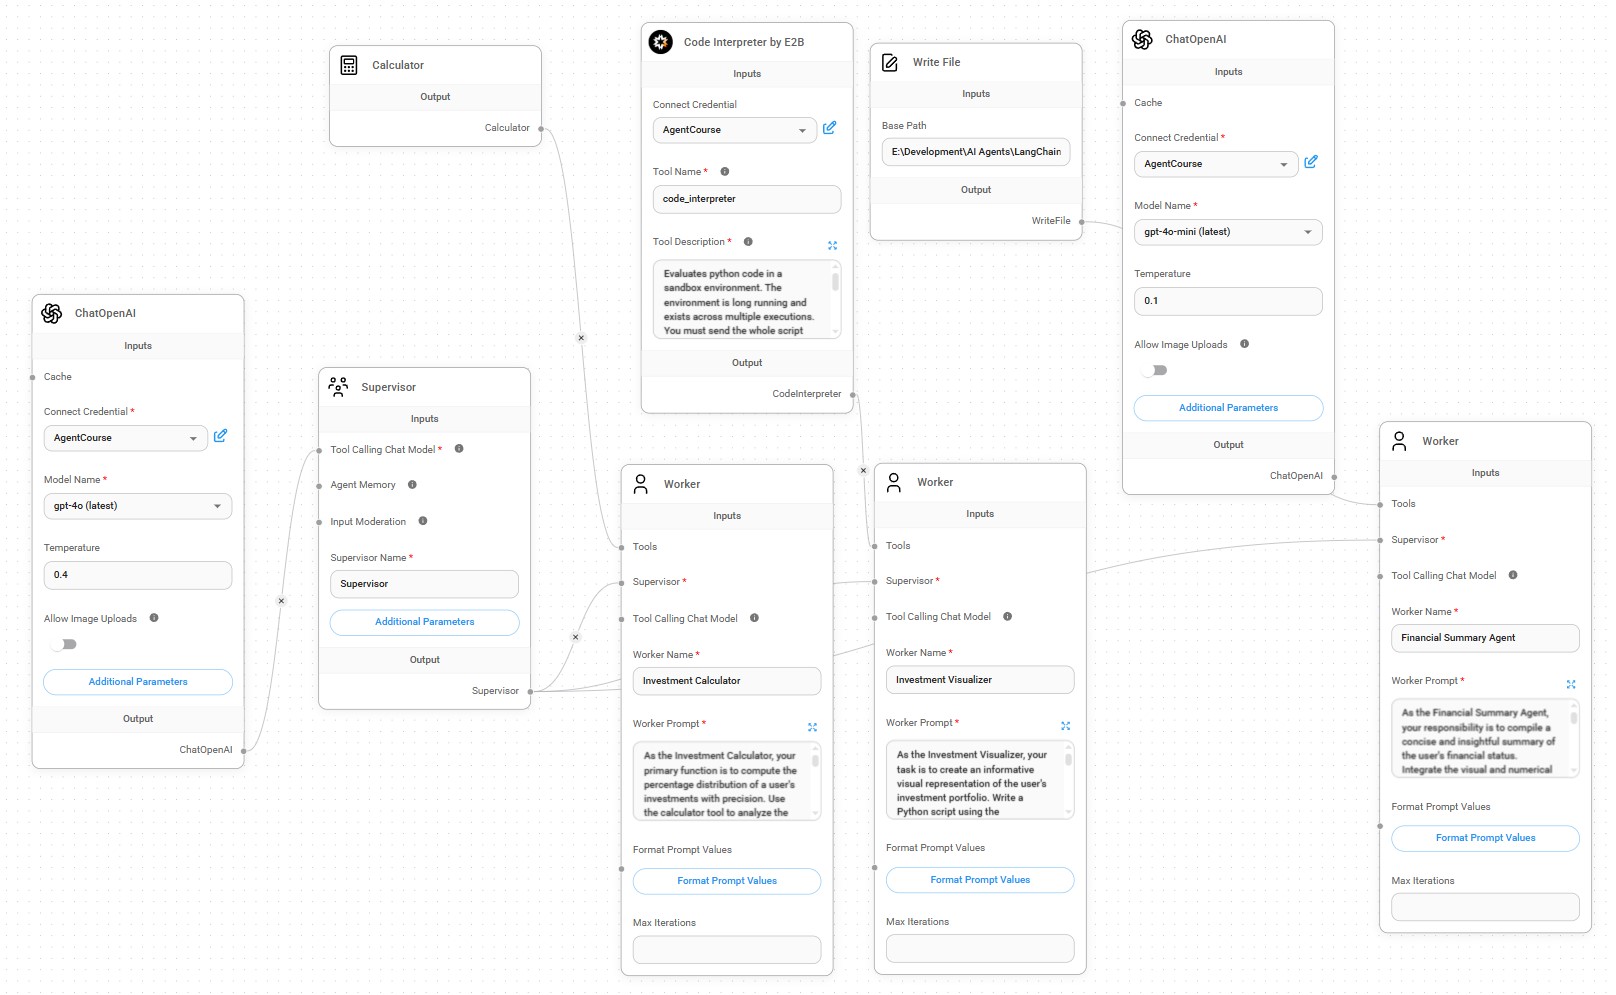 Calculator
Output
Calculator
Code Interpreter by E2B
Inputs
Connect Credential
AgentCourse
Tool Name *
code_interpreter
Tool Description *
Evaluates python code in a
sandbox environment. The
environment is long running and
exists across multiple executions.
You must send the whole script
Output
CodeInterpreter
Write File
Inputs
Base Path
E:\Development\AI Agents\LangChain
Output
WriteFile
ChatOpenAI
Inputs
Cache
Connect Credential *
AgentCourse
Model Name *
gpt-4o-mini (latest)
Temperature
0.1
Allow Image Uploads
Additional Parameters
Output
ChatOpenAI
ChatOpenAI
Inputs
Cache
Connect Credential *
AgentCourse
Model Name *
gpt-4o (latest)
Temperature
0.4
Allow Image Uploads
Additional Parameters
Output
ChatOpenAI
Supervisor
Inputs
Tool Calling Chat Model *
Agent Memory
Input Moderation
Supervisor Name *
Supervisor
Additional Parameters
Output
Supervisor
Worker
Inputs
Tools
Supervisor *
Tool Calling Chat Model
Worker Name *
Investment Calculator
Worker Prompt *
As the Investment Calculator, your
primary function is to compute the
percentage distribution of a user's
investments with precision. Use
the calculator tool to analyze the
Format Prompt Values
Format Prompt Values
Max Iterations
Worker
Inputs
Tools
Supervisor *
Tool Calling Chat Model
Worker Name *
Investment Visualizer
Worker Prompt *
As the Investment Visualizer, your
task is to create an informative
visual representation of the user's
investment portfolio. Write a
Python script using the
Format Prompt Values
Format Prompt Values
Max Iterations
Worker
Inputs
Tools
Supervisor *
Tool Calling Chat Model
Worker Name *
Financial Summary Agent
Worker Prompt *
As the Financial Summary Agent,
your responsibility is to compile a
concise and insightful summary of
the user's financial status.
Integrate the visual and numerical
Format Prompt Values
Format Prompt Values
Max Iterations